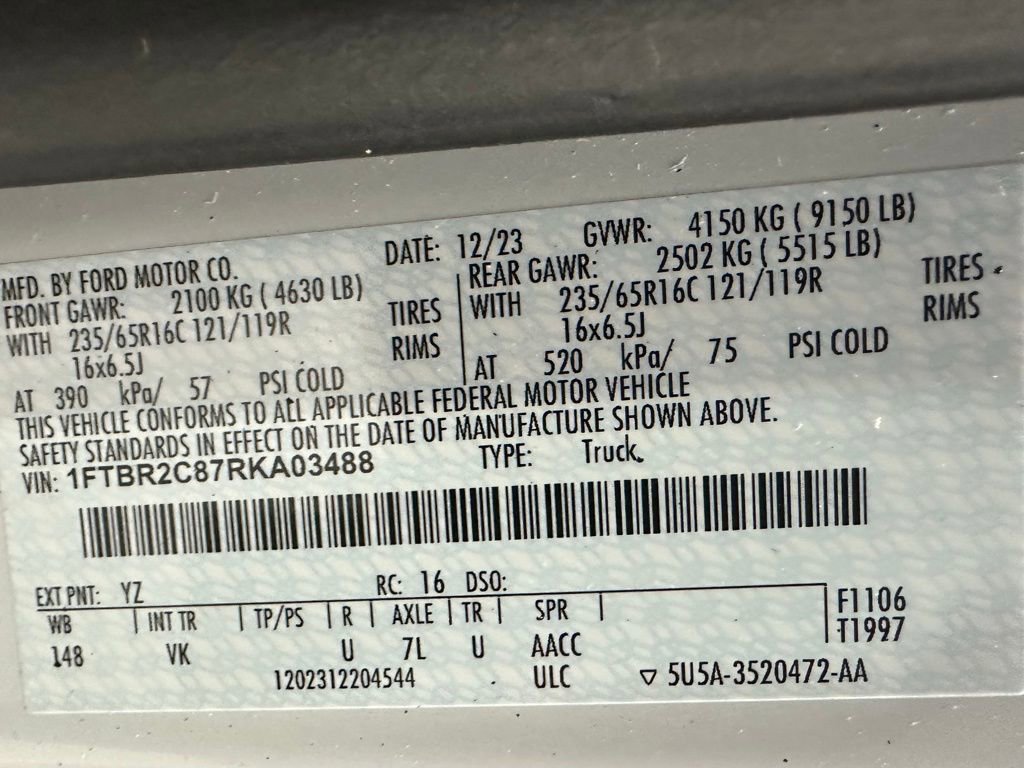 MFD. BY FORD MOTOR CO. DATE: 12/23 GVWR: 4150 KG ( 9150 LB)
FRONT GAWR: 2100 KG ( 4630 LB) REAR GAWR: 2502 KG ( 5515 LB)
WITH 235/65R16C 121/119R TIRES WITH 235/65R16C 121/119R TIRES
16x6.5J RIMS 16x6.5J RIMS
AT 390 kPa/ 57 PSI COLD AT 520 kPa/ 75 PSI COLD
THIS VEHICLE CONFORMS TO ALL APPLICABLE FEDERAL MOTOR VEHICLE
SAFETY STANDARDS IN EFFECT ON THE DATE OF MANUFACTURE SHOWN ABOVE.
VIN: 1FTBR2C87RKA03488 TYPE: Truck
EXT PNT: YZ RC: 16 DSO:
WB INT TR TP/PS R AXLE TR SPR F1106
148 VK U 7L U AACC T1997
1202312204544 ULC ▽ 5U5A-3520472-AA